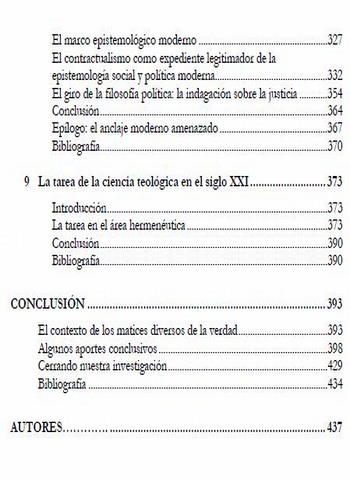 El marco epistemológico moderno ..................................................327
El contractualismo como expediente legitimador de la
epistemología social y política moderna..........................................332
El giro de la filosofía política: la indagación sobre la justicia ...............354
Conclusión............................................................................364
Epílogo: el anclaje moderno amenazado .........................................367
Bibliografía............................................................................370
9 La tarea de la ciencia teológica en el siglo XXI..........................373
Introducción..........................................................................373
La tarea en el área hermenéutica ..................................................373
Conclusión............................................................................390
Bibliografía............................................................................390
CONCLUSIÓN ..........................................................................393
El contexto de los matices diversos de la verdad.................................393
Algunos aportes conclusivos .......................................................398
Cerrando nuestra investigación ....................................................429
Bibliografía ...........................................................................434
AUTORES............. ....................................................................437